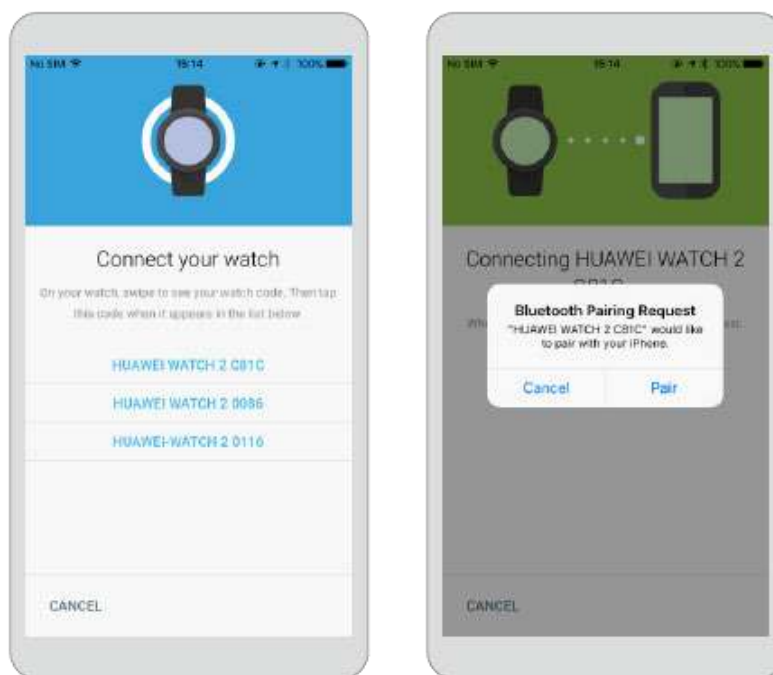 No SIM 15:14 100%
Connect your watch
On your watch, swipe to see your watch code. Then tap
this code when it appears in the list below
HUAWEI WATCH 2 C81C
HUAWEI WATCH 2 0086
HUAWEI-WATCH 2 0116
CANCEL
No SIM 15:14 100%
Connecting HUAWEI WATCH 2
Bluetooth Pairing Request
"HUAWEI WATCH 2 C81C" would like
to pair with your iPhone.
Cancel Pair
CANCEL